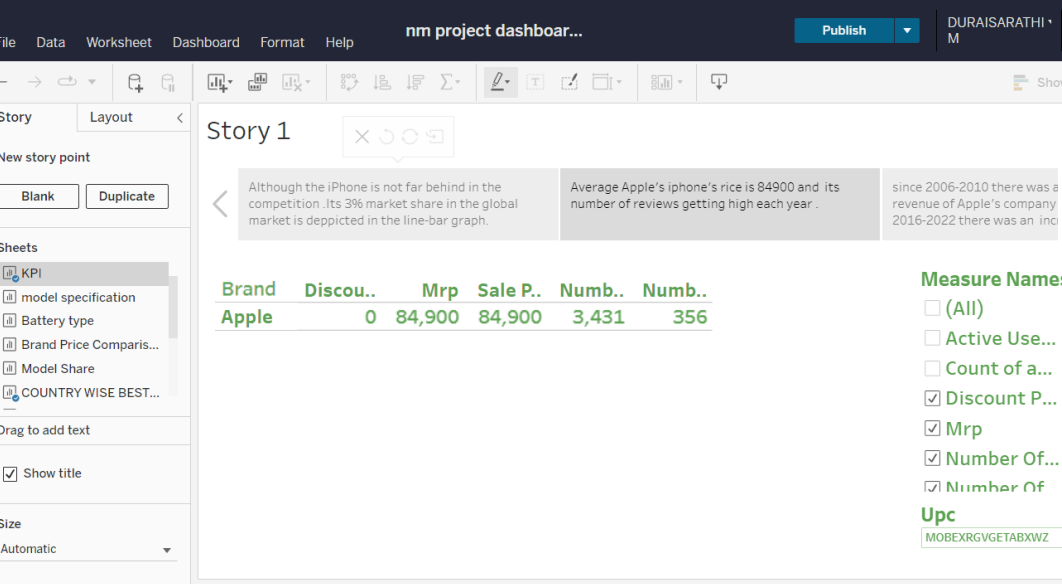 nm project dashboar...
Publish
DURAISARATHI
M
ile Data Worksheet Dashboard Format Help
Show
Story
Layout
New story point
Blank
Duplicate
Sheets
KPI
model specification
Battery type
Brand Price Comparis...
Model Share
COUNTRY WISE BEST...
Drag to add text
Show title
Size
Automatic
Story 1
Although the iPhone is not far behind in the
competition .Its 3% market share in the global
market is deppicted in the line-bar graph.
Average Apple's iphone's rice is 84900 and its
number of reviews getting high each year .
since 2006-2010 there was a
revenue of Apple's company
2016-2022 there was an inc
Brand Discou.. Mrp Sale P.. Numb.. Numb..
Apple 0 84,900 84,900 3,431 356
Measure Names
(All)
Active Use...
Count of a...
Discount P...
Mrp
Number Of...
Number Of
Upc
MOBEXRGVGETABXWZ